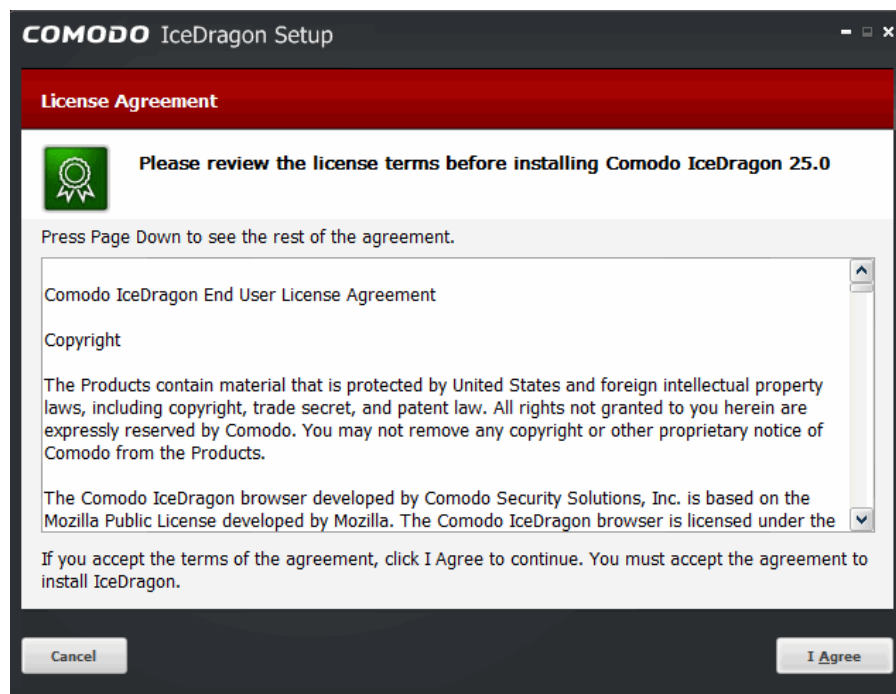 COMODO IceDragon Setup
License Agreement
Please review the license terms before installing Comodo IceDragon 25.0
Press Page Down to see the rest of the agreement.
Comodo IceDragon End User License Agreement
Copyright
The Products contain material that is protected by United States and foreign intellectual property
laws, including copyright, trade secret, and patent law. All rights not granted to you herein are
expressly reserved by Comodo. You may not remove any copyright or other proprietary notice of
Comodo from the Products.
The Comodo IceDragon browser developed by Comodo Security Solutions, Inc. is based on the
Mozilla Public License developed by Mozilla. The Comodo IceDragon browser is licensed under the
If you accept the terms of the agreement, click I Agree to continue. You must accept the agreement to
install IceDragon.
Cancel
I Agree